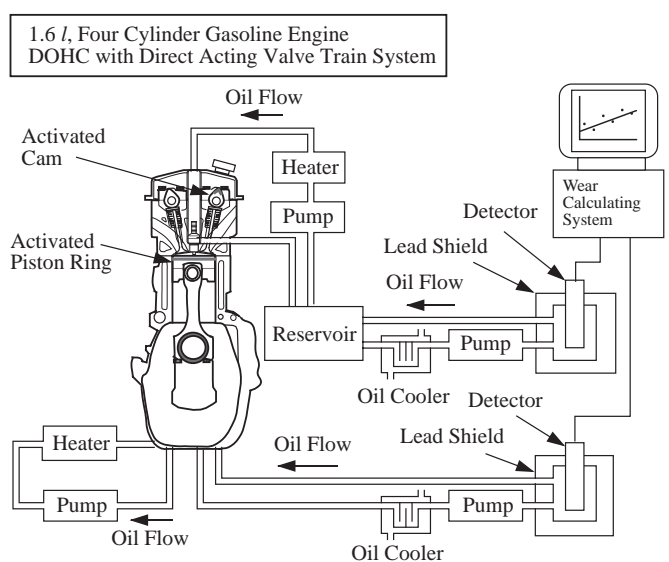 1.6 l, Four Cylinder Gasoline Engine
DOHC with Direct Acting Valve Train System
Oil Flow
Activated
Cam
Heater
Pump
Wear
Calculating
System
Detector
Lead Shield
Activated
Piston Ring
Oil Flow
Reservoir
Pump
Oil Cooler
Detector
Heater
Oil Flow
Lead Shield
Pump
Pump
Oil Flow
Oil Cooler